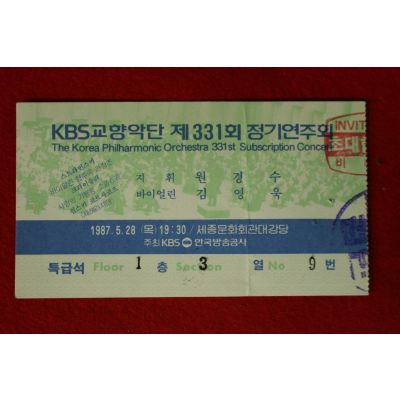 KBS교향악단 제331회 정기연주회
The Korea Philharmonic Orchestra 331st Subscription Concert
INVIT
초대
지휘 원경수
바이얼린 김영욱
1987. 5. 28 (목) 19:30 / 세종문화회관대강당
주최 KBS 한국방송공사
특급석 Floor 1 층 Section 3 열 No 9 번